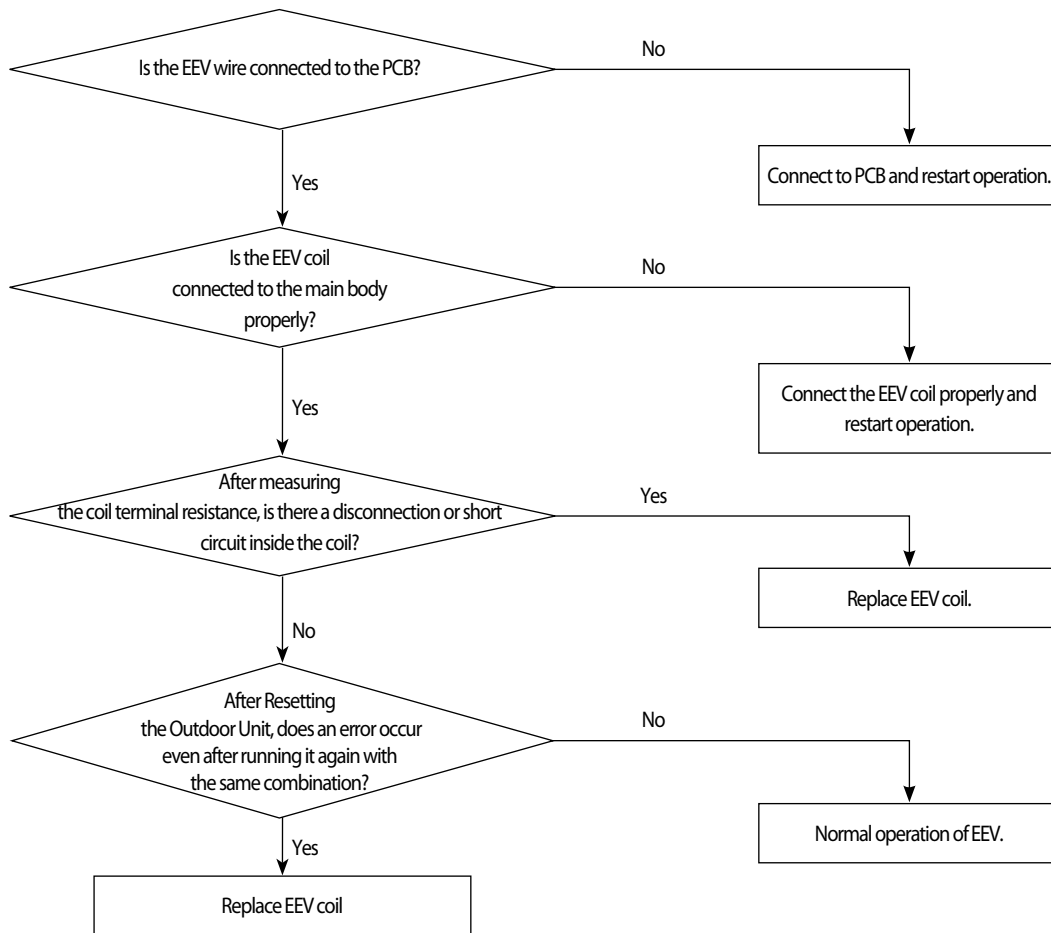 Is the EEV wire connected to the PCB?
No
Yes
Connect to PCB and restart operation.
Is the EEV coil
connected to the main body
properly?
No
Yes
Connect the EEV coil properly and
restart operation.
After measuring
the coil terminal resistance, is there a disconnection or short
circuit inside the coil?
Yes
No
Replace EEV coil.
After Resetting
the Outdoor Unit, does an error occur
even after running it again with
the same combination?
No
Yes
Normal operation of EEV.
Replace EEV coil